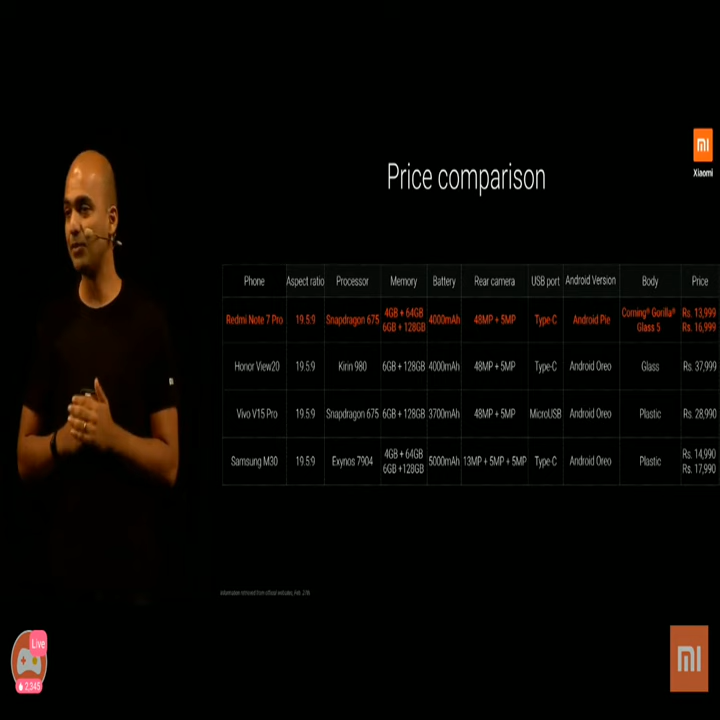 mi
Xiaomi
Price comparison
Phone Aspect ratio Processor Memory Battery Rear camera USB port Android Version Body Price
Redmi Note 7 Pro 19.5:9 Snapdragon 675 4GB + 64GB 6GB + 128GB 4000mAh 48MP + 5MP Type-C Android Pie Corning® Gorilla® Glass 5 Rs. 13,999 Rs. 16,999
Honor View20 19.5:9 Kirin 980 6GB + 128GB 4000mAh 48MP + 5MP Type-C Android Oreo Glass Rs. 37,999
Vivo V15 Pro 19.5:9 Snapdragon 675 6GB + 128GB 3700mAh 48MP + 5MP MicroUSB Android Oreo Plastic Rs. 28,990
Samsung M30 19.5:9 Exynos 7904 4GB + 64GB 6GB +128GB 5000mAh 13MP + 5MP + 5MP Type-C Android Oreo Plastic Rs. 14,990 Rs. 17,990
Information retrieved from official websites, Feb
Live
2,345
mi